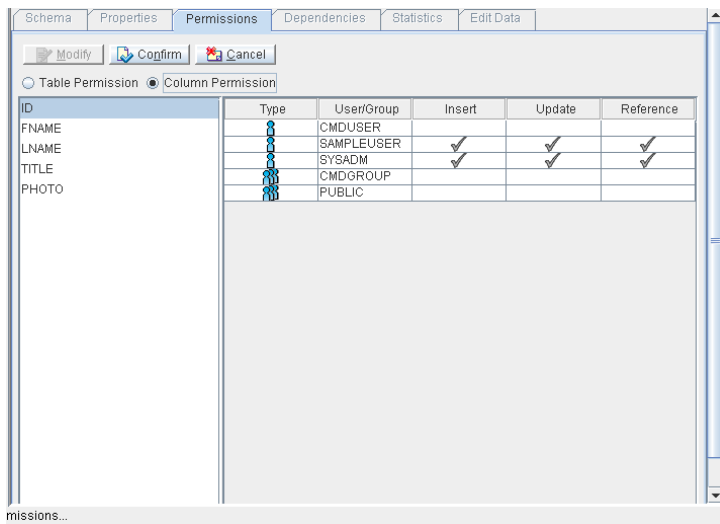 Schema Properties Permissions Dependencies Statistics Edit Data
Modify Confirm Cancel
Table Permission Column Permission
ID
FNAME
LNAME
TITLE
PHOTO
Type User/Group Insert Update Reference
CMDUSER
SAMPLEUSER
SYSADM
CMDGROUP
PUBLIC
missions...